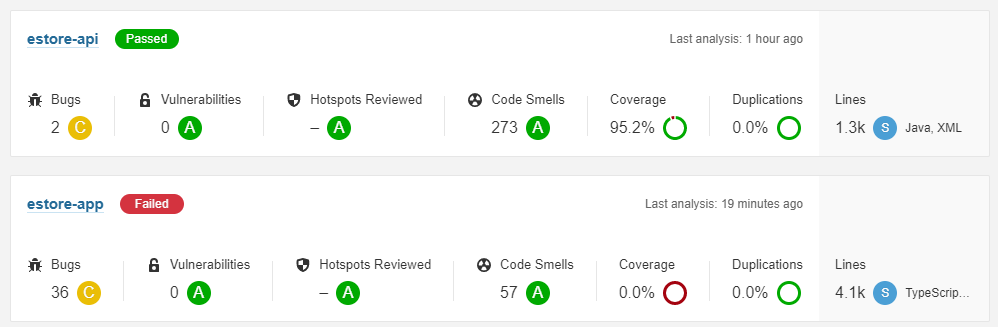 estore-api Passed Last analysis: 1 hour ago
Bugs Vulnerabilities Hotspots Reviewed Code Smells Coverage Duplications Lines
2 C 0 A – A 273 A 95.2% 0.0% 1.3k S Java, XML
estore-app Failed Last analysis: 19 minutes ago
Bugs Vulnerabilities Hotspots Reviewed Code Smells Coverage Duplications Lines
36 C 0 A – A 57 A 0.0% 0.0% 4.1k S TypeScrip...